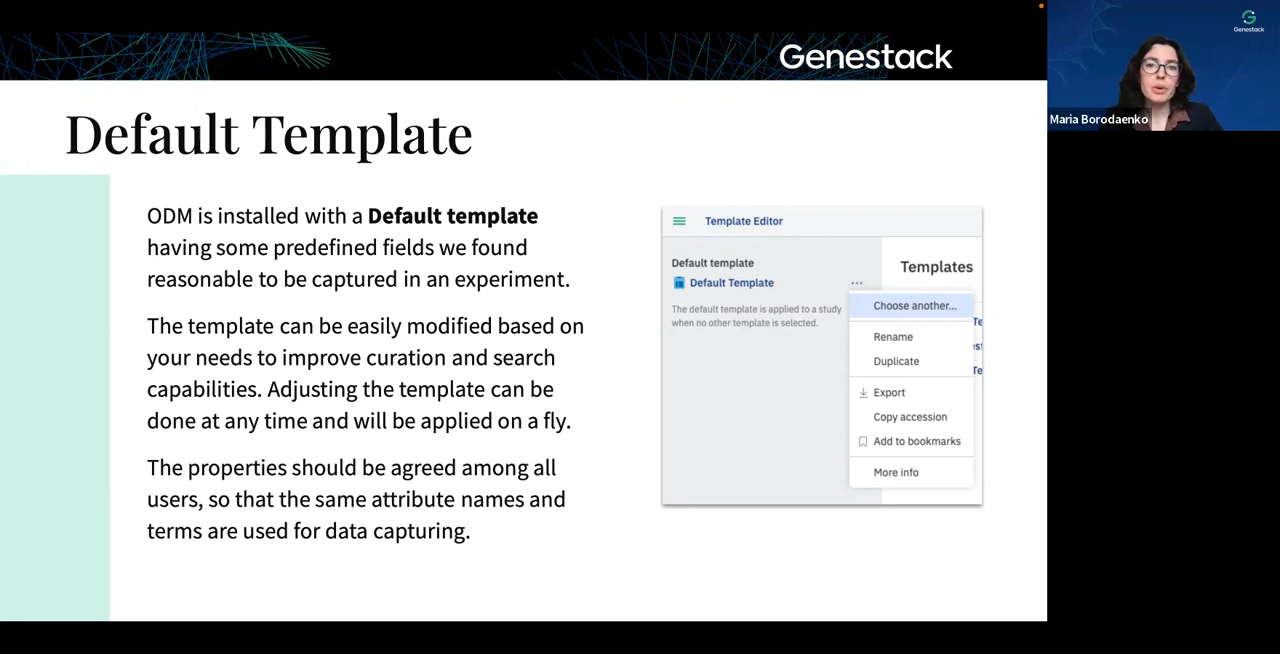 Genestack
Genestack
Maria Borodaenko
Default Template
ODM is installed with a Default template
having some predefined fields we found
reasonable to be captured in an experiment.
The template can be easily modified based on
your needs to improve curation and search
capabilities. Adjusting the template can be
done at any time and will be applied on a fly.
The properties should be agreed among all
users, so that the same attribute names and
terms are used for data capturing.
Template Editor
Default template
Default Template
The default template is applied to a study
when no other template is selected.
Templates
Choose another...
Rename
Duplicate
Export
Copy accession
Add to bookmarks
More info